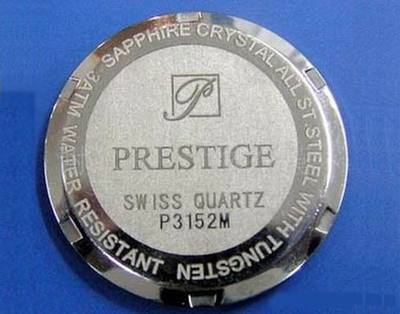 SAPPHIRE CRYSTAL ALL ST STEEL WITH TUNGSTEN
3ATM WATER RESISTANT
P
PRESTIGE
SWISS QUARTZ
P3152M